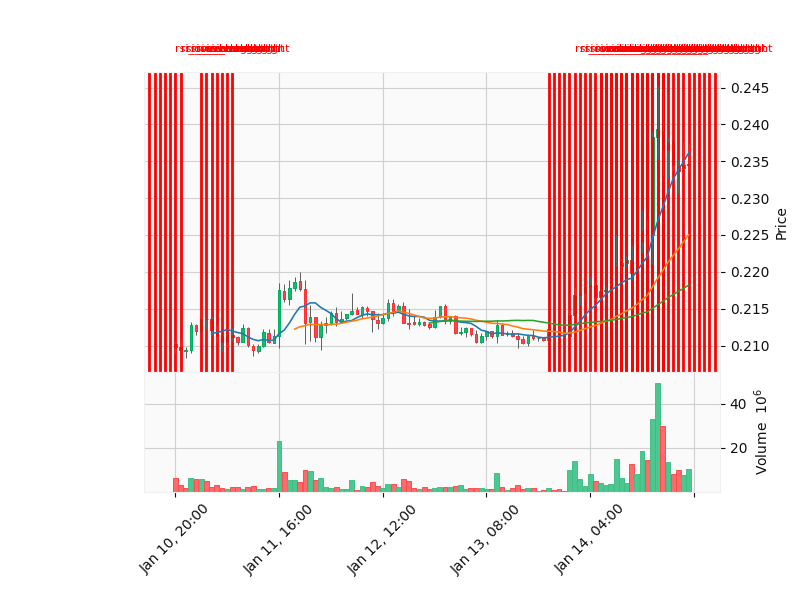 0.245
0.240
0.235
0.230
0.225
0.220
0.215
0.210
Price
40
20
Volume 10⁶
Jan 10, 20:00
Jan 11, 16:00
Jan 12, 12:00
Jan 13, 08:00
Jan 14, 04:00